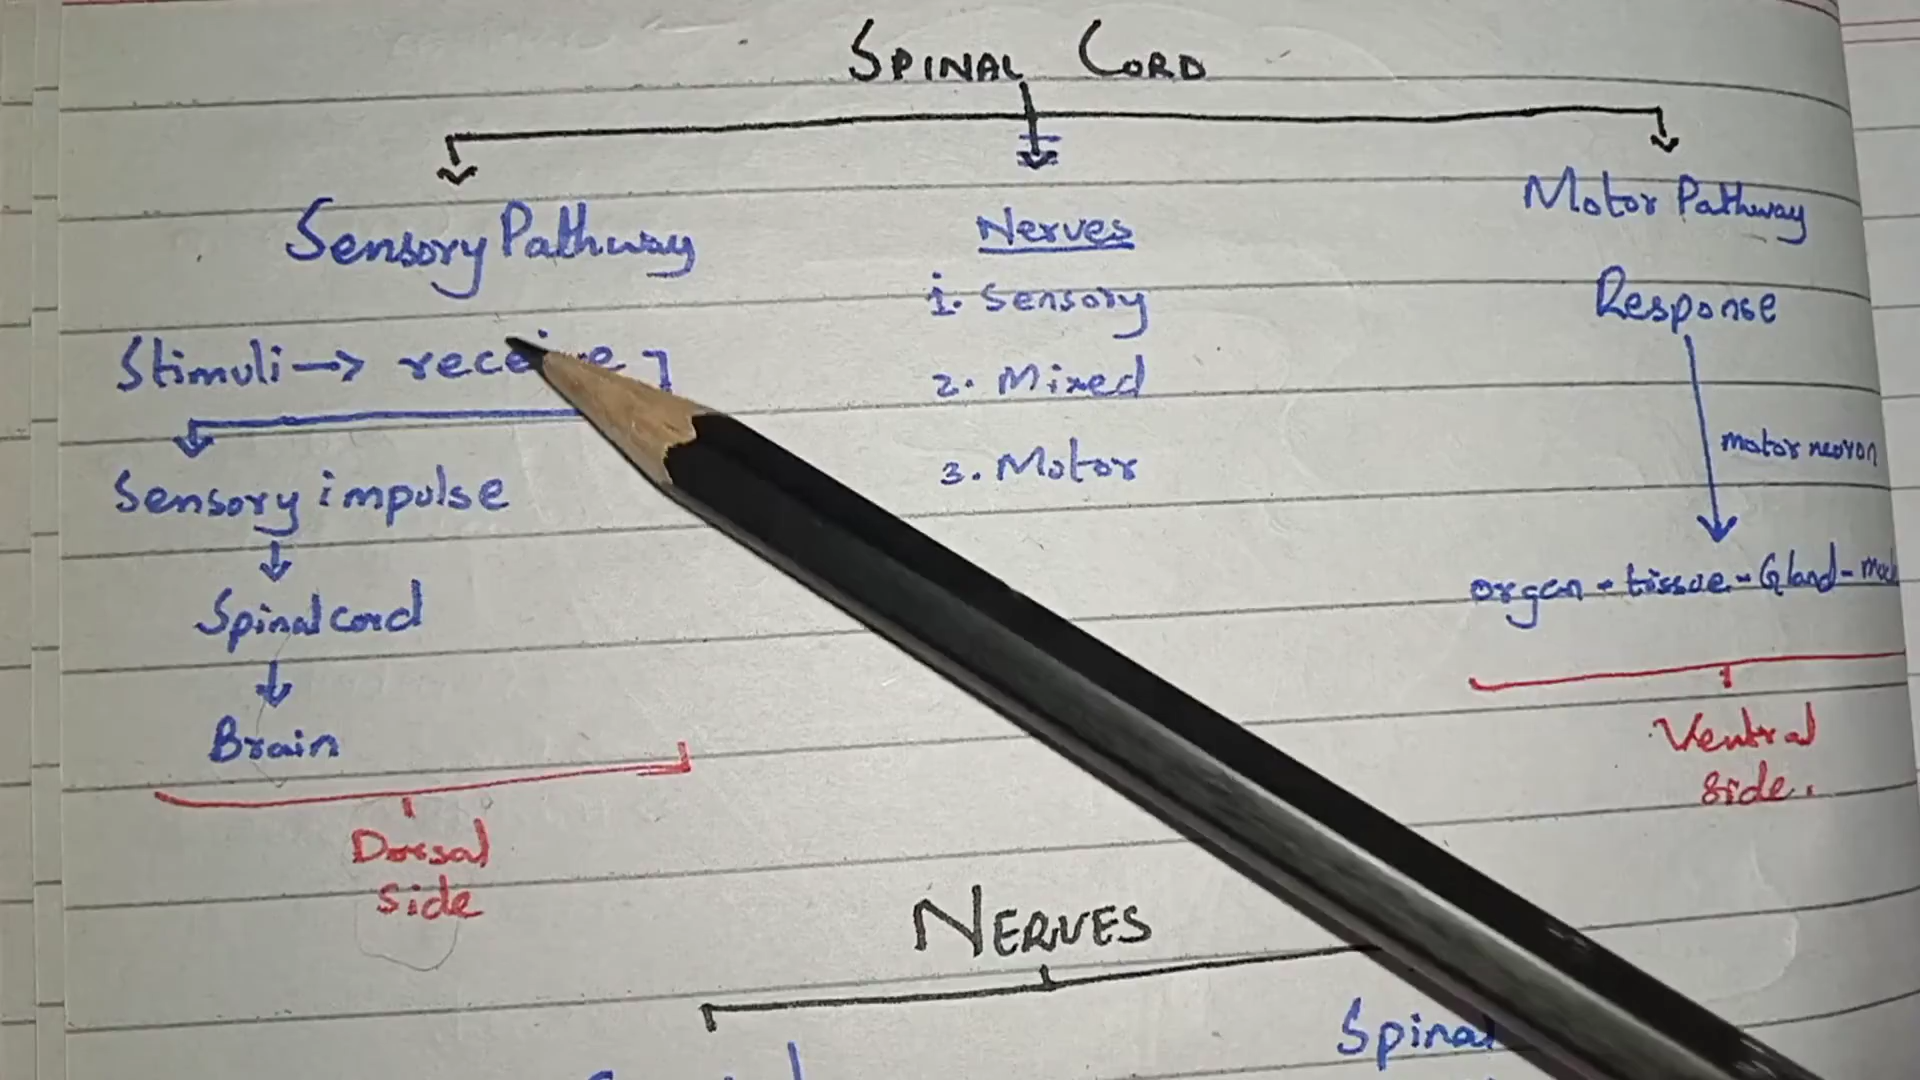 SPINAL CORD
Sensory Pathway
Stimuli → receive
Sensory impulse
↓
Spinal cord
↓
Brain
Dorsal
side
Nerves
1. Sensory
2. Mixed
3. Motor
Motor Pathway
Response
motor neuron
organ - tissue - Gland -
Ventral
side.
NERVES
Spinal